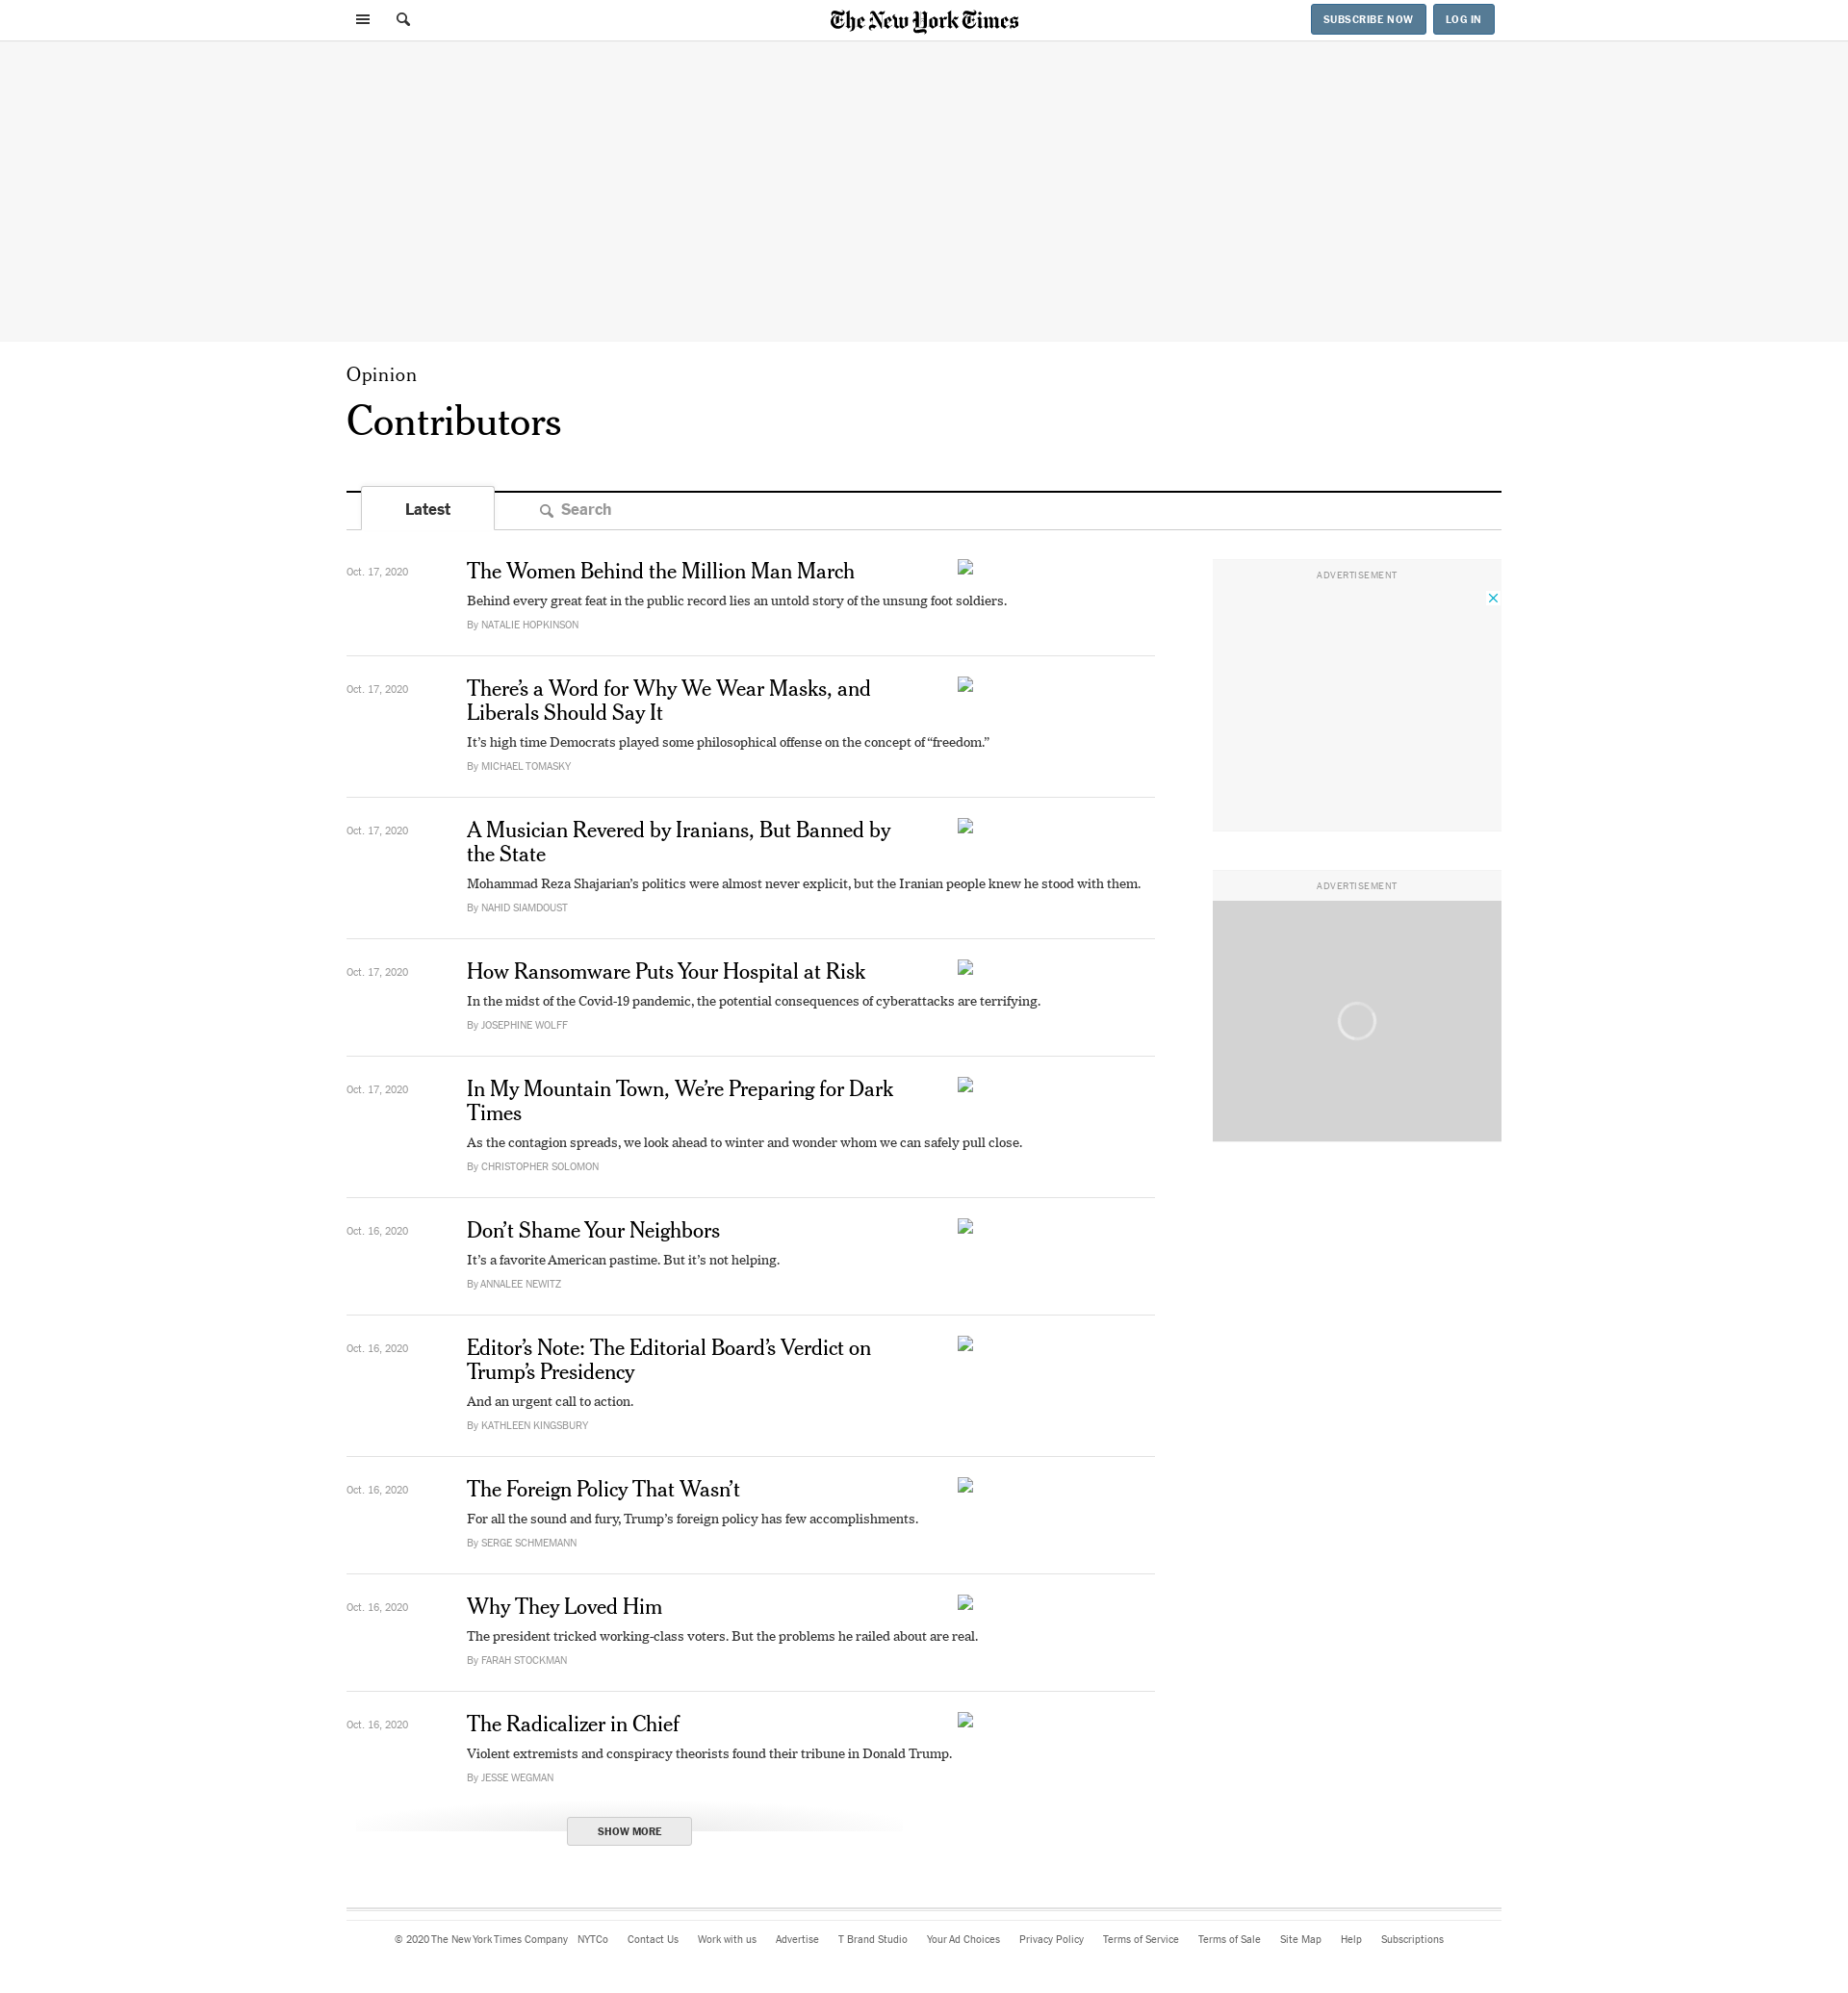 The New York Times
SUBSCRIBE NOW
LOG IN
Opinion
Contributors
Latest
Search
Oct. 17, 2020
The Women Behind the Million Man March
Behind every great feat in the public record lies an untold story of the unsung foot soldiers.
By NATALIE HOPKINSON
Oct. 17, 2020
There’s a Word for Why We Wear Masks, and
Liberals Should Say It
It’s high time Democrats played some philosophical offense on the concept of “freedom.”
By MICHAEL TOMASKY
Oct. 17, 2020
A Musician Revered by Iranians, But Banned by
the State
Mohammad Reza Shajarian’s politics were almost never explicit, but the Iranian people knew he stood with them.
By NAHID SIAMDOUST
Oct. 17, 2020
How Ransomware Puts Your Hospital at Risk
In the midst of the Covid-19 pandemic, the potential consequences of cyberattacks are terrifying.
By JOSEPHINE WOLFF
Oct. 17, 2020
In My Mountain Town, We’re Preparing for Dark
Times
As the contagion spreads, we look ahead to winter and wonder whom we can safely pull close.
By CHRISTOPHER SOLOMON
Oct. 16, 2020
Don’t Shame Your Neighbors
It’s a favorite American pastime. But it’s not helping.
By ANNALEE NEWITZ
Oct. 16, 2020
Editor’s Note: The Editorial Board’s Verdict on
Trump’s Presidency
And an urgent call to action.
By KATHLEEN KINGSBURY
Oct. 16, 2020
The Foreign Policy That Wasn’t
For all the sound and fury, Trump’s foreign policy has few accomplishments.
By SERGE SCHMEMANN
Oct. 16, 2020
Why They Loved Him
The president tricked working-class voters. But the problems he railed about are real.
By FARAH STOCKMAN
Oct. 16, 2020
The Radicalizer in Chief
Violent extremists and conspiracy theorists found their tribune in Donald Trump.
By JESSE WEGMAN
SHOW MORE
ADVERTISEMENT
ADVERTISEMENT
© 2020 The New York Times Company NYTCo Contact Us Work with us Advertise T Brand Studio Your Ad Choices Privacy Policy Terms of Service Terms of Sale Site Map Help Subscriptions